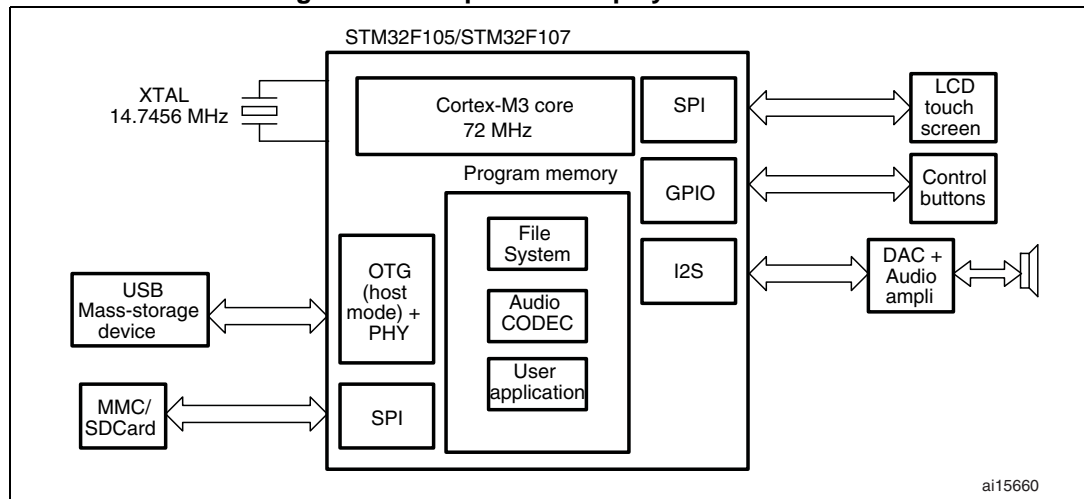 STM32F105/STM32F107
XTAL
14.7456 MHz
Cortex-M3 core
72 MHz
SPI
LCD
touch
screen
Program memory
GPIO
Control
buttons
File
System
OTG
(host
mode) +
PHY
I2S
DAC +
Audio
ampli
USB
Mass-storage
device
Audio
CODEC
User
application
MMC/
SDCard
SPI
ai15660